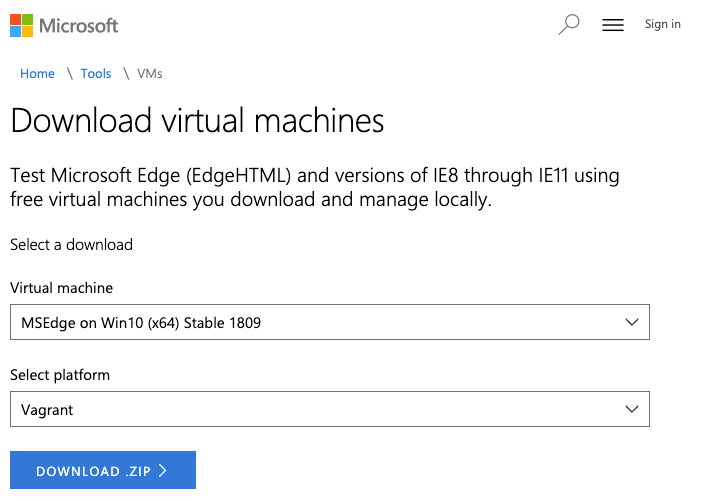 Microsoft
Sign in
Home \ Tools \ VMs
Download virtual machines
Test Microsoft Edge (EdgeHTML) and versions of IE8 through IE11 using
free virtual machines you download and manage locally.
Select a download
Virtual machine
MSEdge on Win10 (x64) Stable 1809
Select platform
Vagrant
DOWNLOAD .ZIP